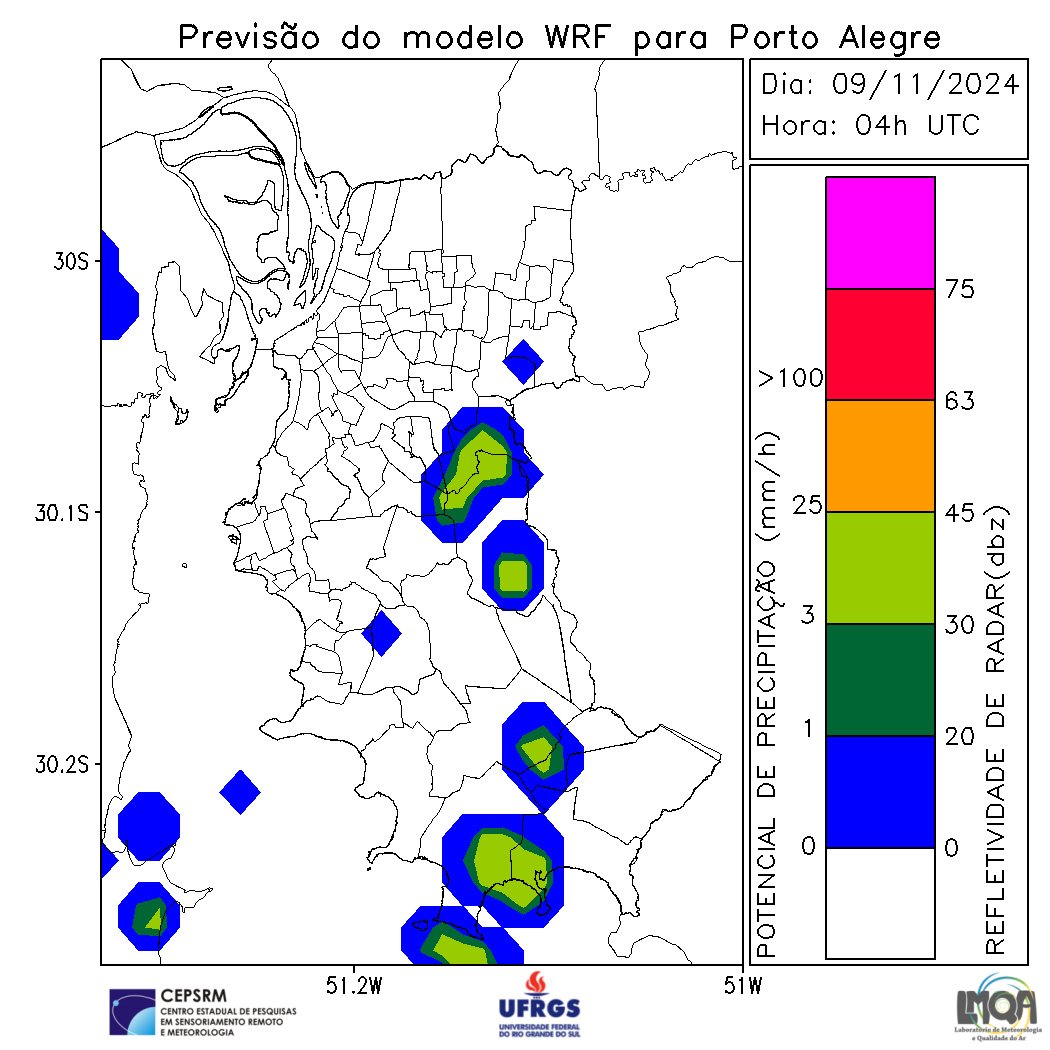 Previsão do modelo WRF para Porto Alegre
Dia: 09/11/2024
Hora: 04h UTC
30S
30.1S
30.2S
51.2W
51W
POTENCIAL DE PRECIPITAÇÃO (mm/h)
>100
25
3
1
0
75
63
45
30
20
0
REFLETIVIDADE DE RADAR(dbz)
CEPSRM
CENTRO ESTADUAL DE PESQUISAS
EM SENSORIAMENTO REMOTO
E METEOROLOGIA
UFRGS
UNIVERSIDADE FEDERAL
DO RIO GRANDE DO SUL
LMQA
Laboratório de Meteorologia
e Qualidade do Ar